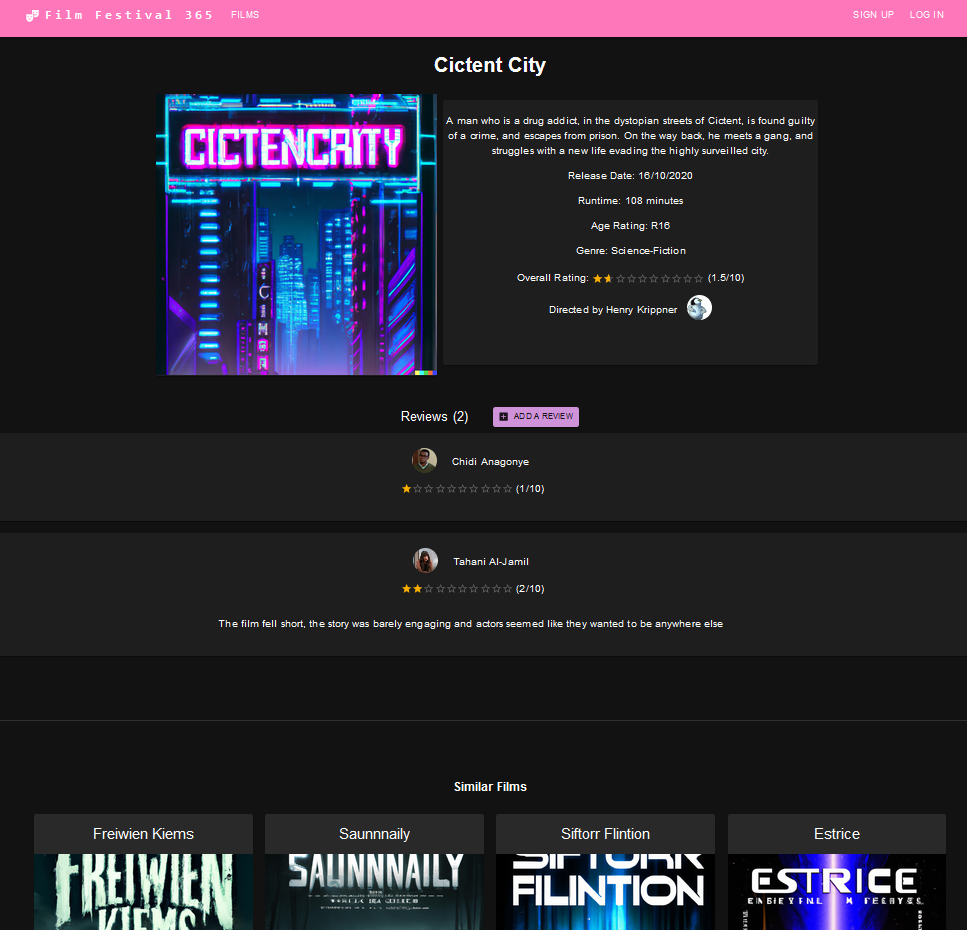 Film Festival 365 FILMS SIGN UP LOG IN
Cictent City
CICTENCAITY
A man who is a drug addict, in the dystopian streets of Cictent, is found guilty
of a crime, and escapes from prison. On the way back, he meets a gang, and
struggles with a new life evading the highly surveilled city.
Release Date: 16/10/2020
Runtime: 108 minutes
Age Rating: R16
Genre: Science-Fiction
Overall Rating: (1.5/10)
Directed by Henry Krippner
Reviews (2) ADD A REVIEW
Chidi Anagonye
(1/10)
Tahani Al-Jamil
(2/10)
The film fell short, the story was barely engaging and actors seemed like they wanted to be anywhere else
Similar Films
Freiwien Kiems
Saunnnaily
Siftorr Flintion
Estrice
FREIWIEN
KIEMS
SAUNNNAILY
SIFTORR
FILINTION
ESTRICE